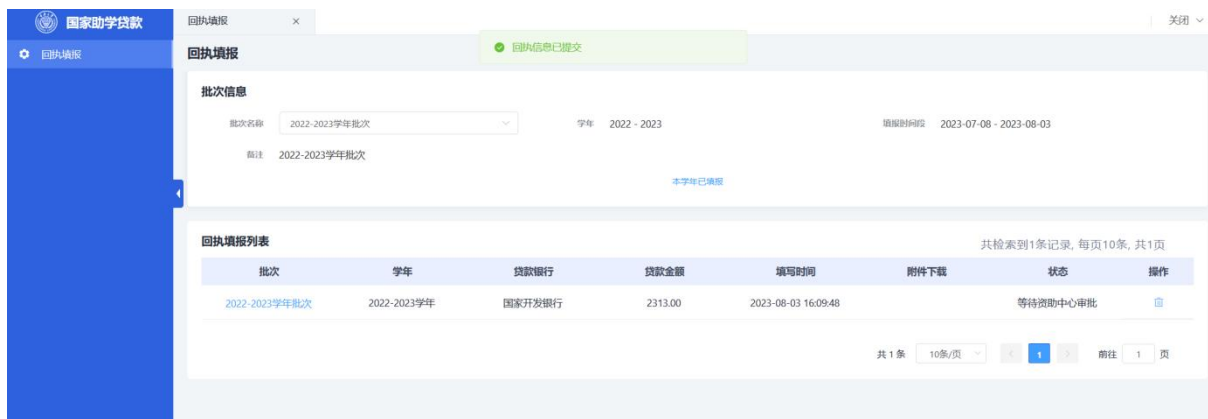 国家助学贷款
回执填报 ×
关闭
回执填报
回执填报
回执信息已提交
批次信息
批次名称 2022-2023学年批次 学年 2022 - 2023 填报时间段 2023-07-08 - 2023-08-03
备注 2022-2023学年批次
本学年已填报
回执填报列表 共检索到1条记录, 每页10条, 共1页
批次 学年 贷款银行 贷款金额 填写时间 附件下载 状态 操作
2022-2023学年批次 2022-2023学年 国家开发银行 2313.00 2023-08-03 16:09:48 等待资助中心审批
共 1 条 10条/页 1 前往 1 页